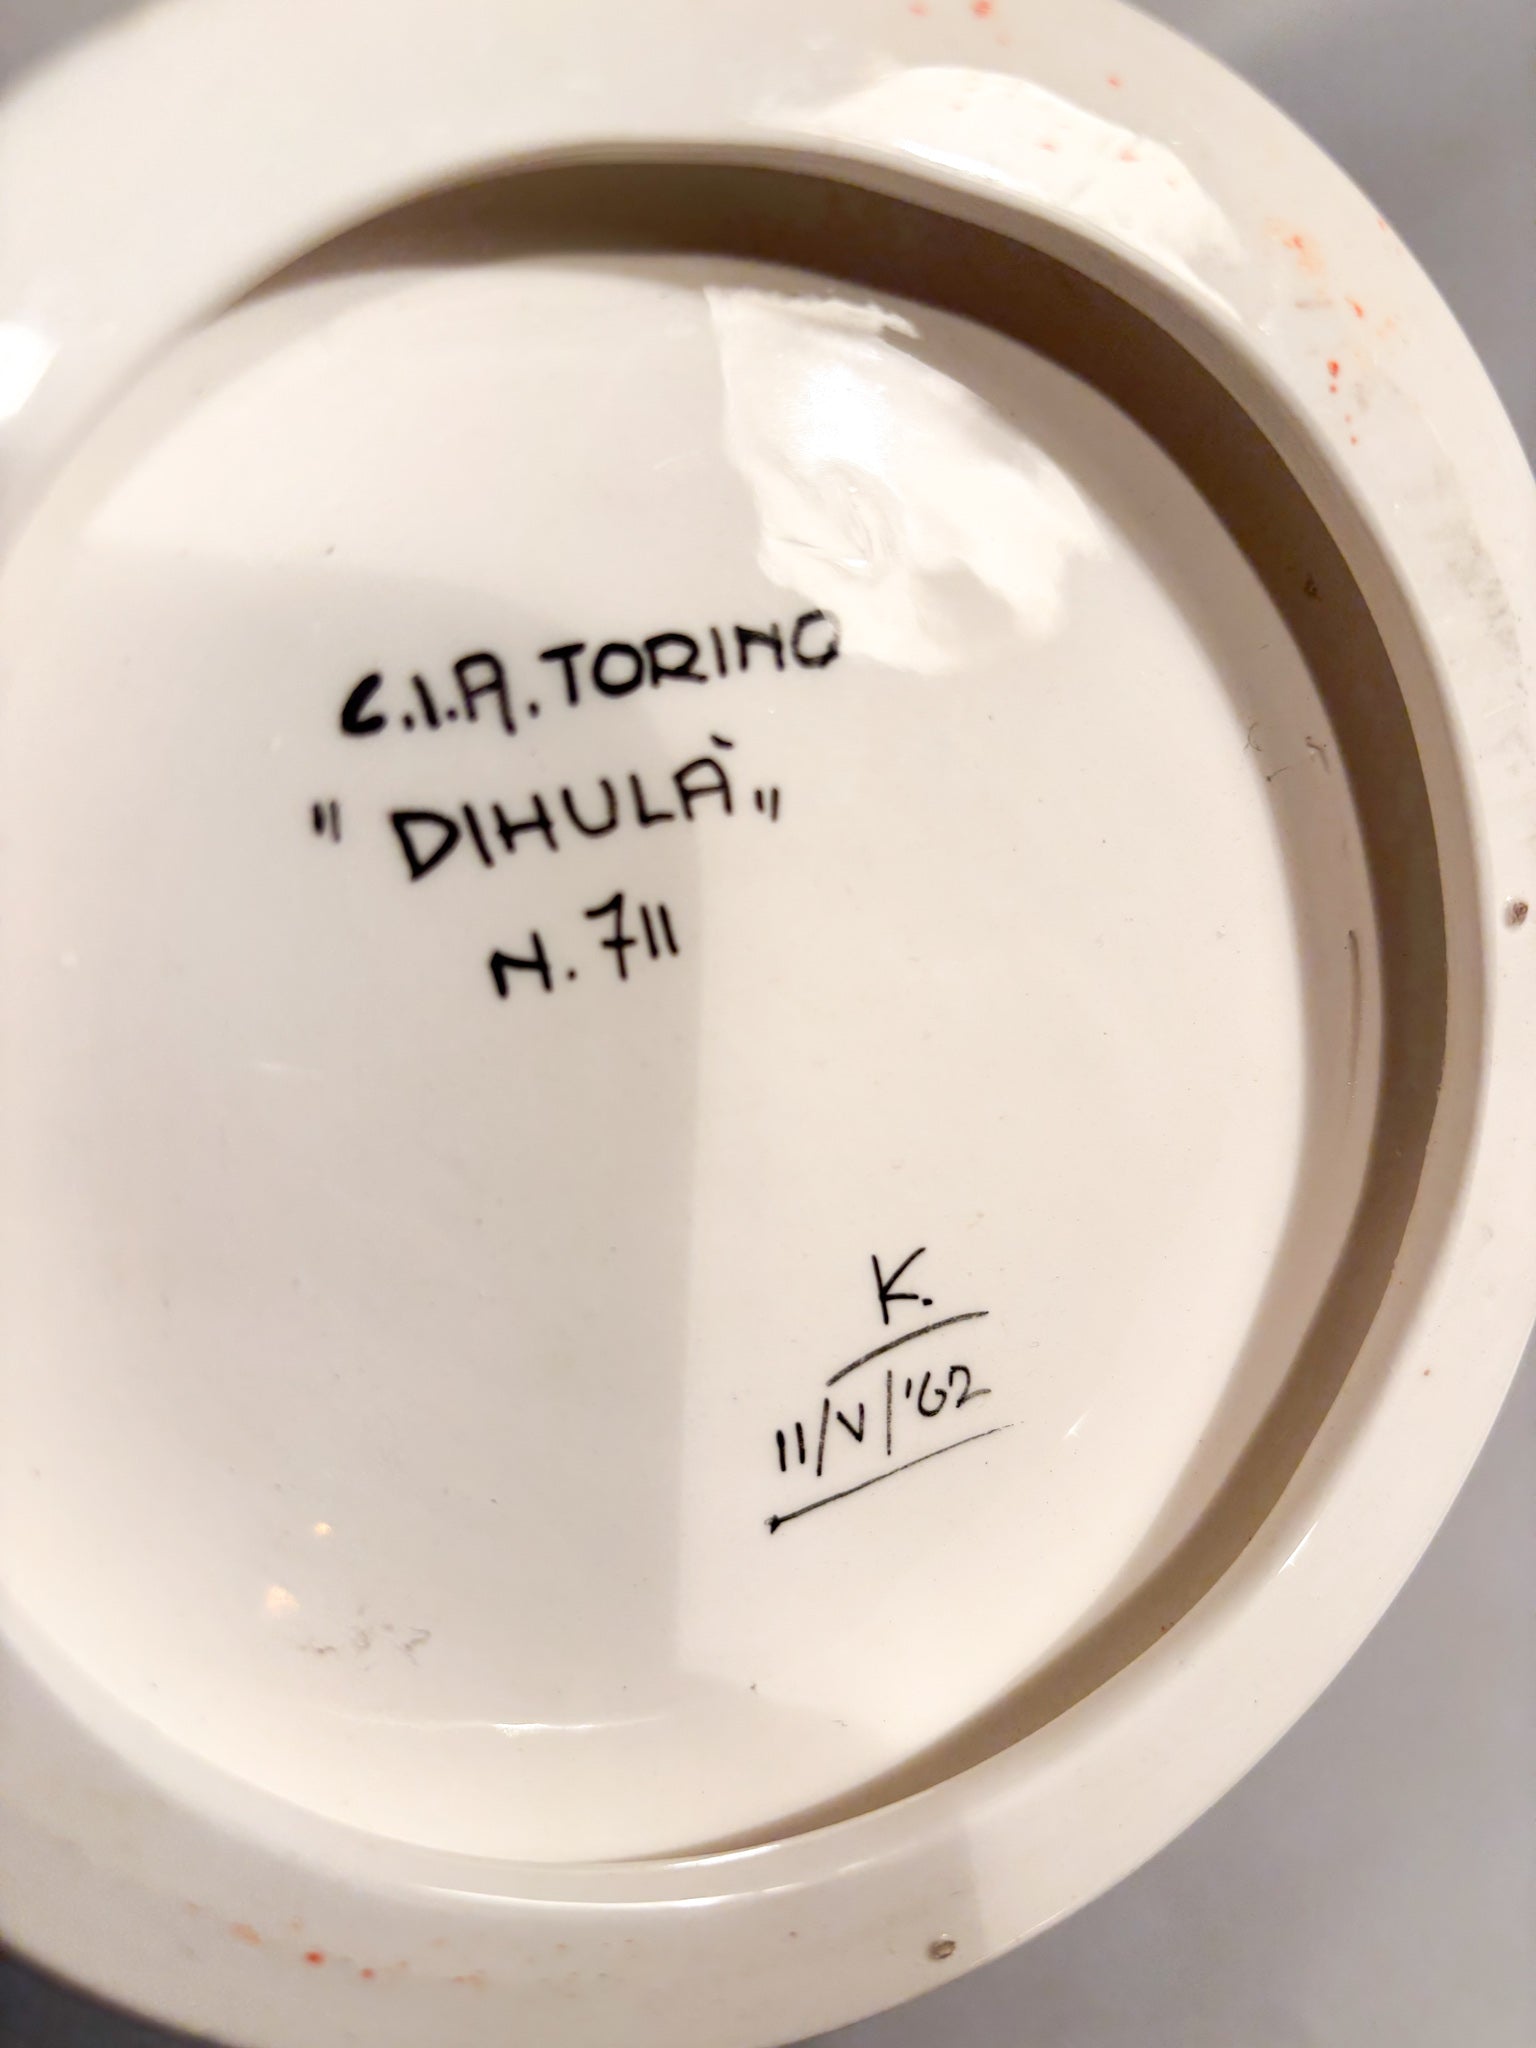 C.I.A. TORINO
" DIHULÀ "
N. 711
K.
11/V/'62